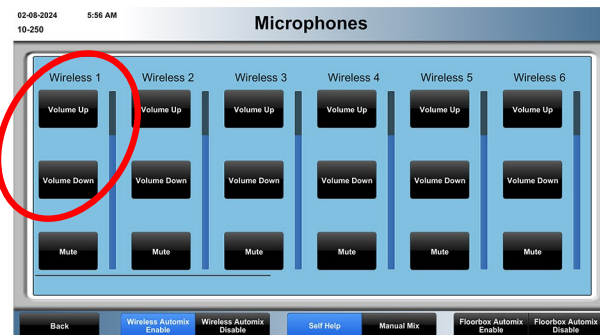 02-08-2024 5:56 AM
Microphones
10-250
Wireless 1 Wireless 2 Wireless 3 Wireless 4 Wireless 5 Wireless 6
Volume Up Volume Up Volume Up Volume Up Volume Up Volume Up
Volume Down Volume Down Volume Down Volume Down Volume Down Volume Down
Mute Mute Mute Mute Mute Mute
Back
Wireless Automix
Enable
Wireless Automix
Disable
Self Help
Manual Mix
Floorbox Automix
Enable
Floorbox Automix
Disable